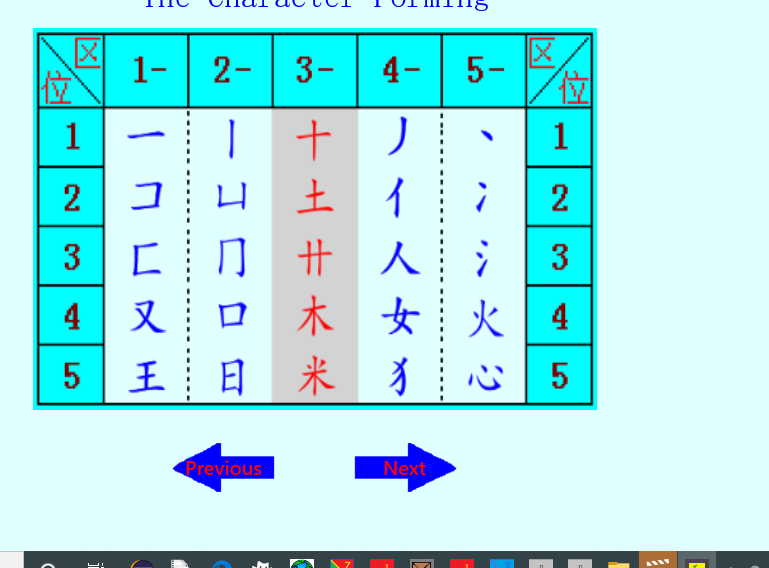 The Character Forming
区 位 1- 2- 3- 4- 5- 区 位
1 一 丨 十 丿 丶 1
2 コ 凵 土 亻 冫 2
3 匚 冂 卄 人 氵 3
4 又 口 木 女 火 4
5 王 日 米 犭 心 5
Previous Next